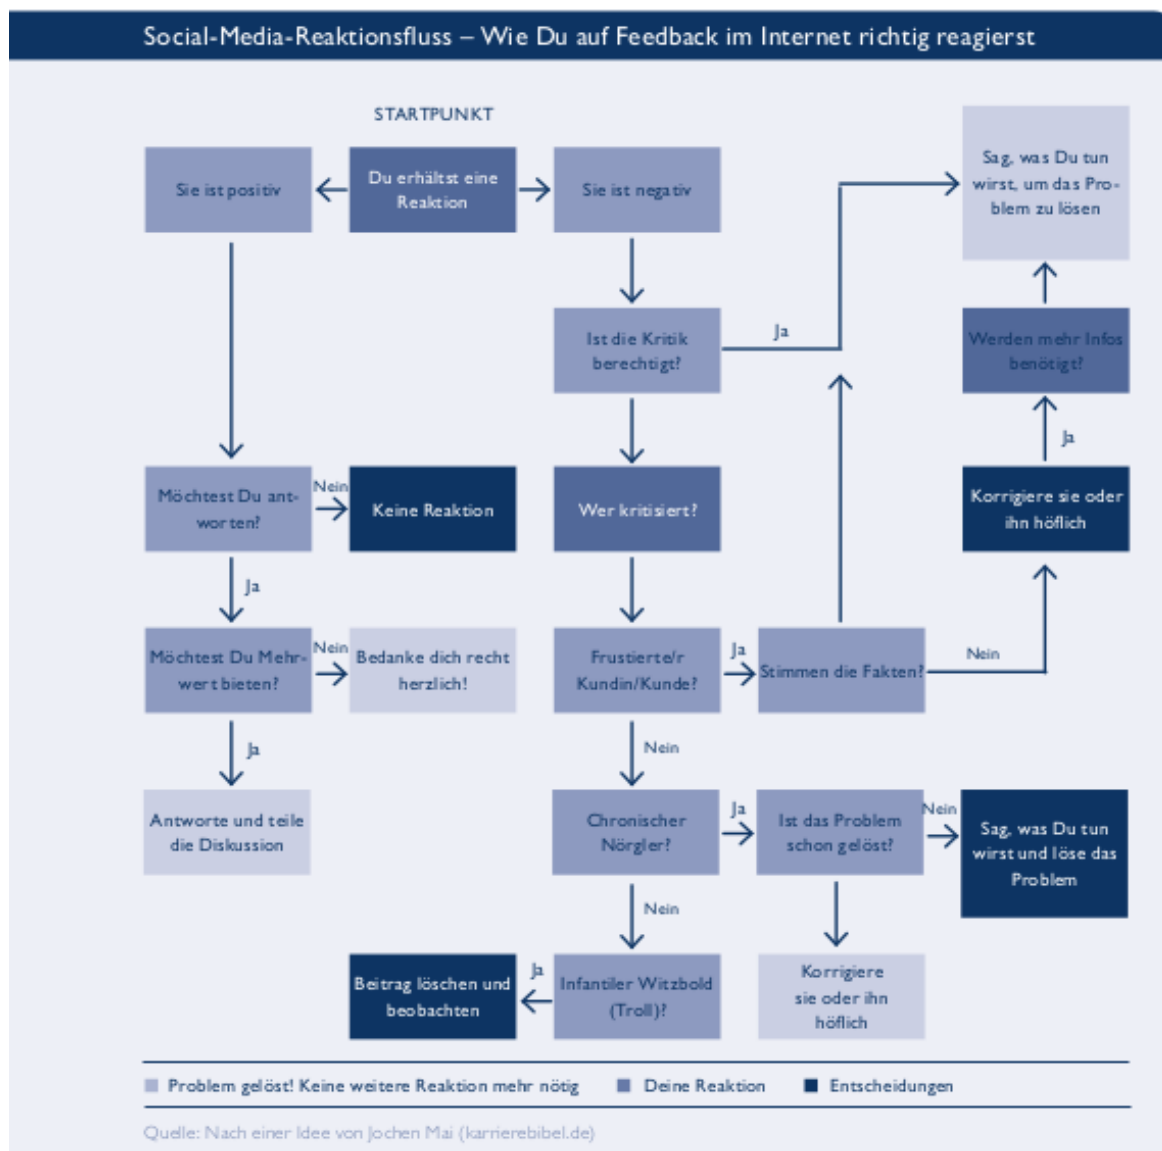 Social-Media-Reaktionsfluss – Wie Du auf Feedback im Internet richtig reagierst
STARTPUNKT
Sie ist positiv
Du erhältst eine
Reaktion
Sie ist negativ
Sag, was Du tun
wirst, um das Pro-
blem zu lösen
Ist die Kritik
berechtigt?
Ja
Werden mehr Infos
benötigt?
Ja
Möchtest Du ant-
worten?
Nein
Keine Reaktion
Wer kritisiert?
Korrigiere sie oder
ihn höflich
Ja
Möchtest Du Mehr-
wert bieten?
Nein
Bedanke dich recht
herzlich!
Frustierte/r
Kundin/Kunde?
Ja
Stimmen die Fakten?
Nein
Ja
Nein
Antworte und teile
die Diskussion
Chronischer
Nörgler?
Ja
Ist das Problem
schon gelöst?
Nein
Sag, was Du tun
wirst und löse das
Problem
Nein
Beitrag löschen und
beobachten
Ja
Infantiler Witzbold
(Troll)?
Korrigiere
sie oder ihn
höflich
Problem gelöst! Keine weitere Reaktion mehr nötig
Deine Reaktion
Entscheidungen
Quelle: Nach einer Idee von Jochen Mai (karrierebibel.de)